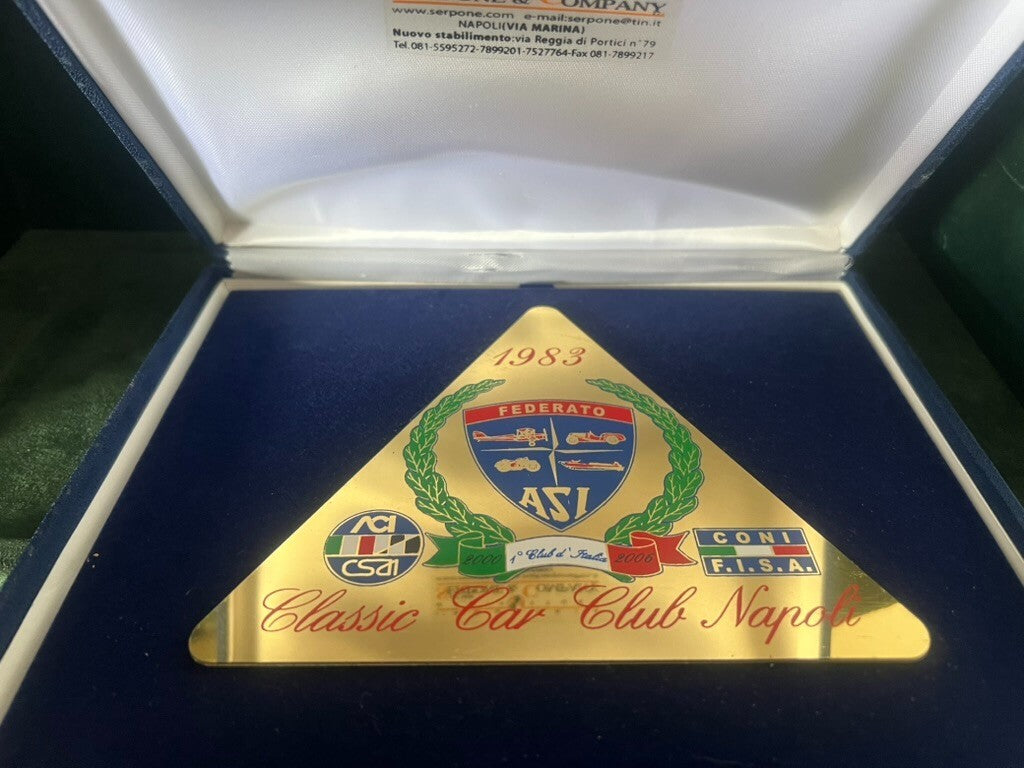 & COMPANY
www.serpone.com e-mail:serpone@tin.it
NAPOLI(VIA MARINA)
Nuovo stabilimento:via Reggia di Portici n°79
Tel.081-5595272-7899201-7527764-Fax 081-7899217
1983
FEDERATO
ASI
ACI
CSAI
2000 1° Club d'Italia 2006
CONI
F.I.S.A.
Classic Car Club Napoli